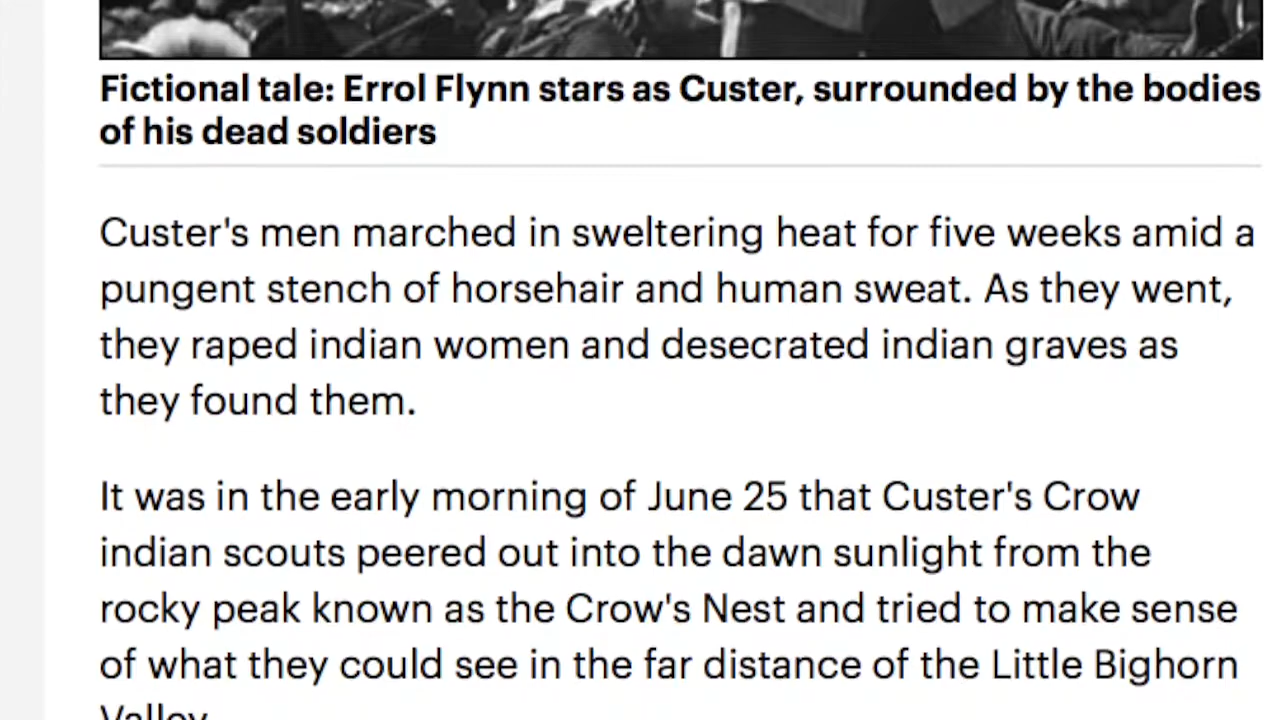 Fictional tale: Errol Flynn stars as Custer, surrounded by the bodies
of his dead soldiers
Custer's men marched in sweltering heat for five weeks amid a
pungent stench of horsehair and human sweat. As they went,
they raped indian women and desecrated indian graves as
they found them.
It was in the early morning of June 25 that Custer's Crow
indian scouts peered out into the dawn sunlight from the
rocky peak known as the Crow's Nest and tried to make sense
of what they could see in the far distance of the Little Bighorn
Valley.